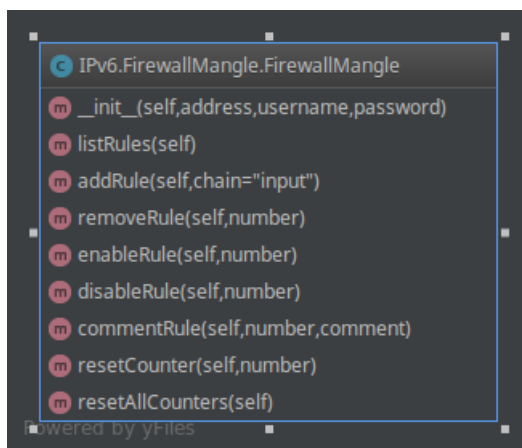 C IPv6.FirewallMangle.FirewallMangle
m __init__(self,address,username,password)
m listRules(self)
m addRule(self,chain="input")
m removeRule(self,number)
m enableRule(self,number)
m disableRule(self,number)
m commentRule(self,number,comment)
m resetCounter(self,number)
m resetAllCounters(self)
Powered by yFiles